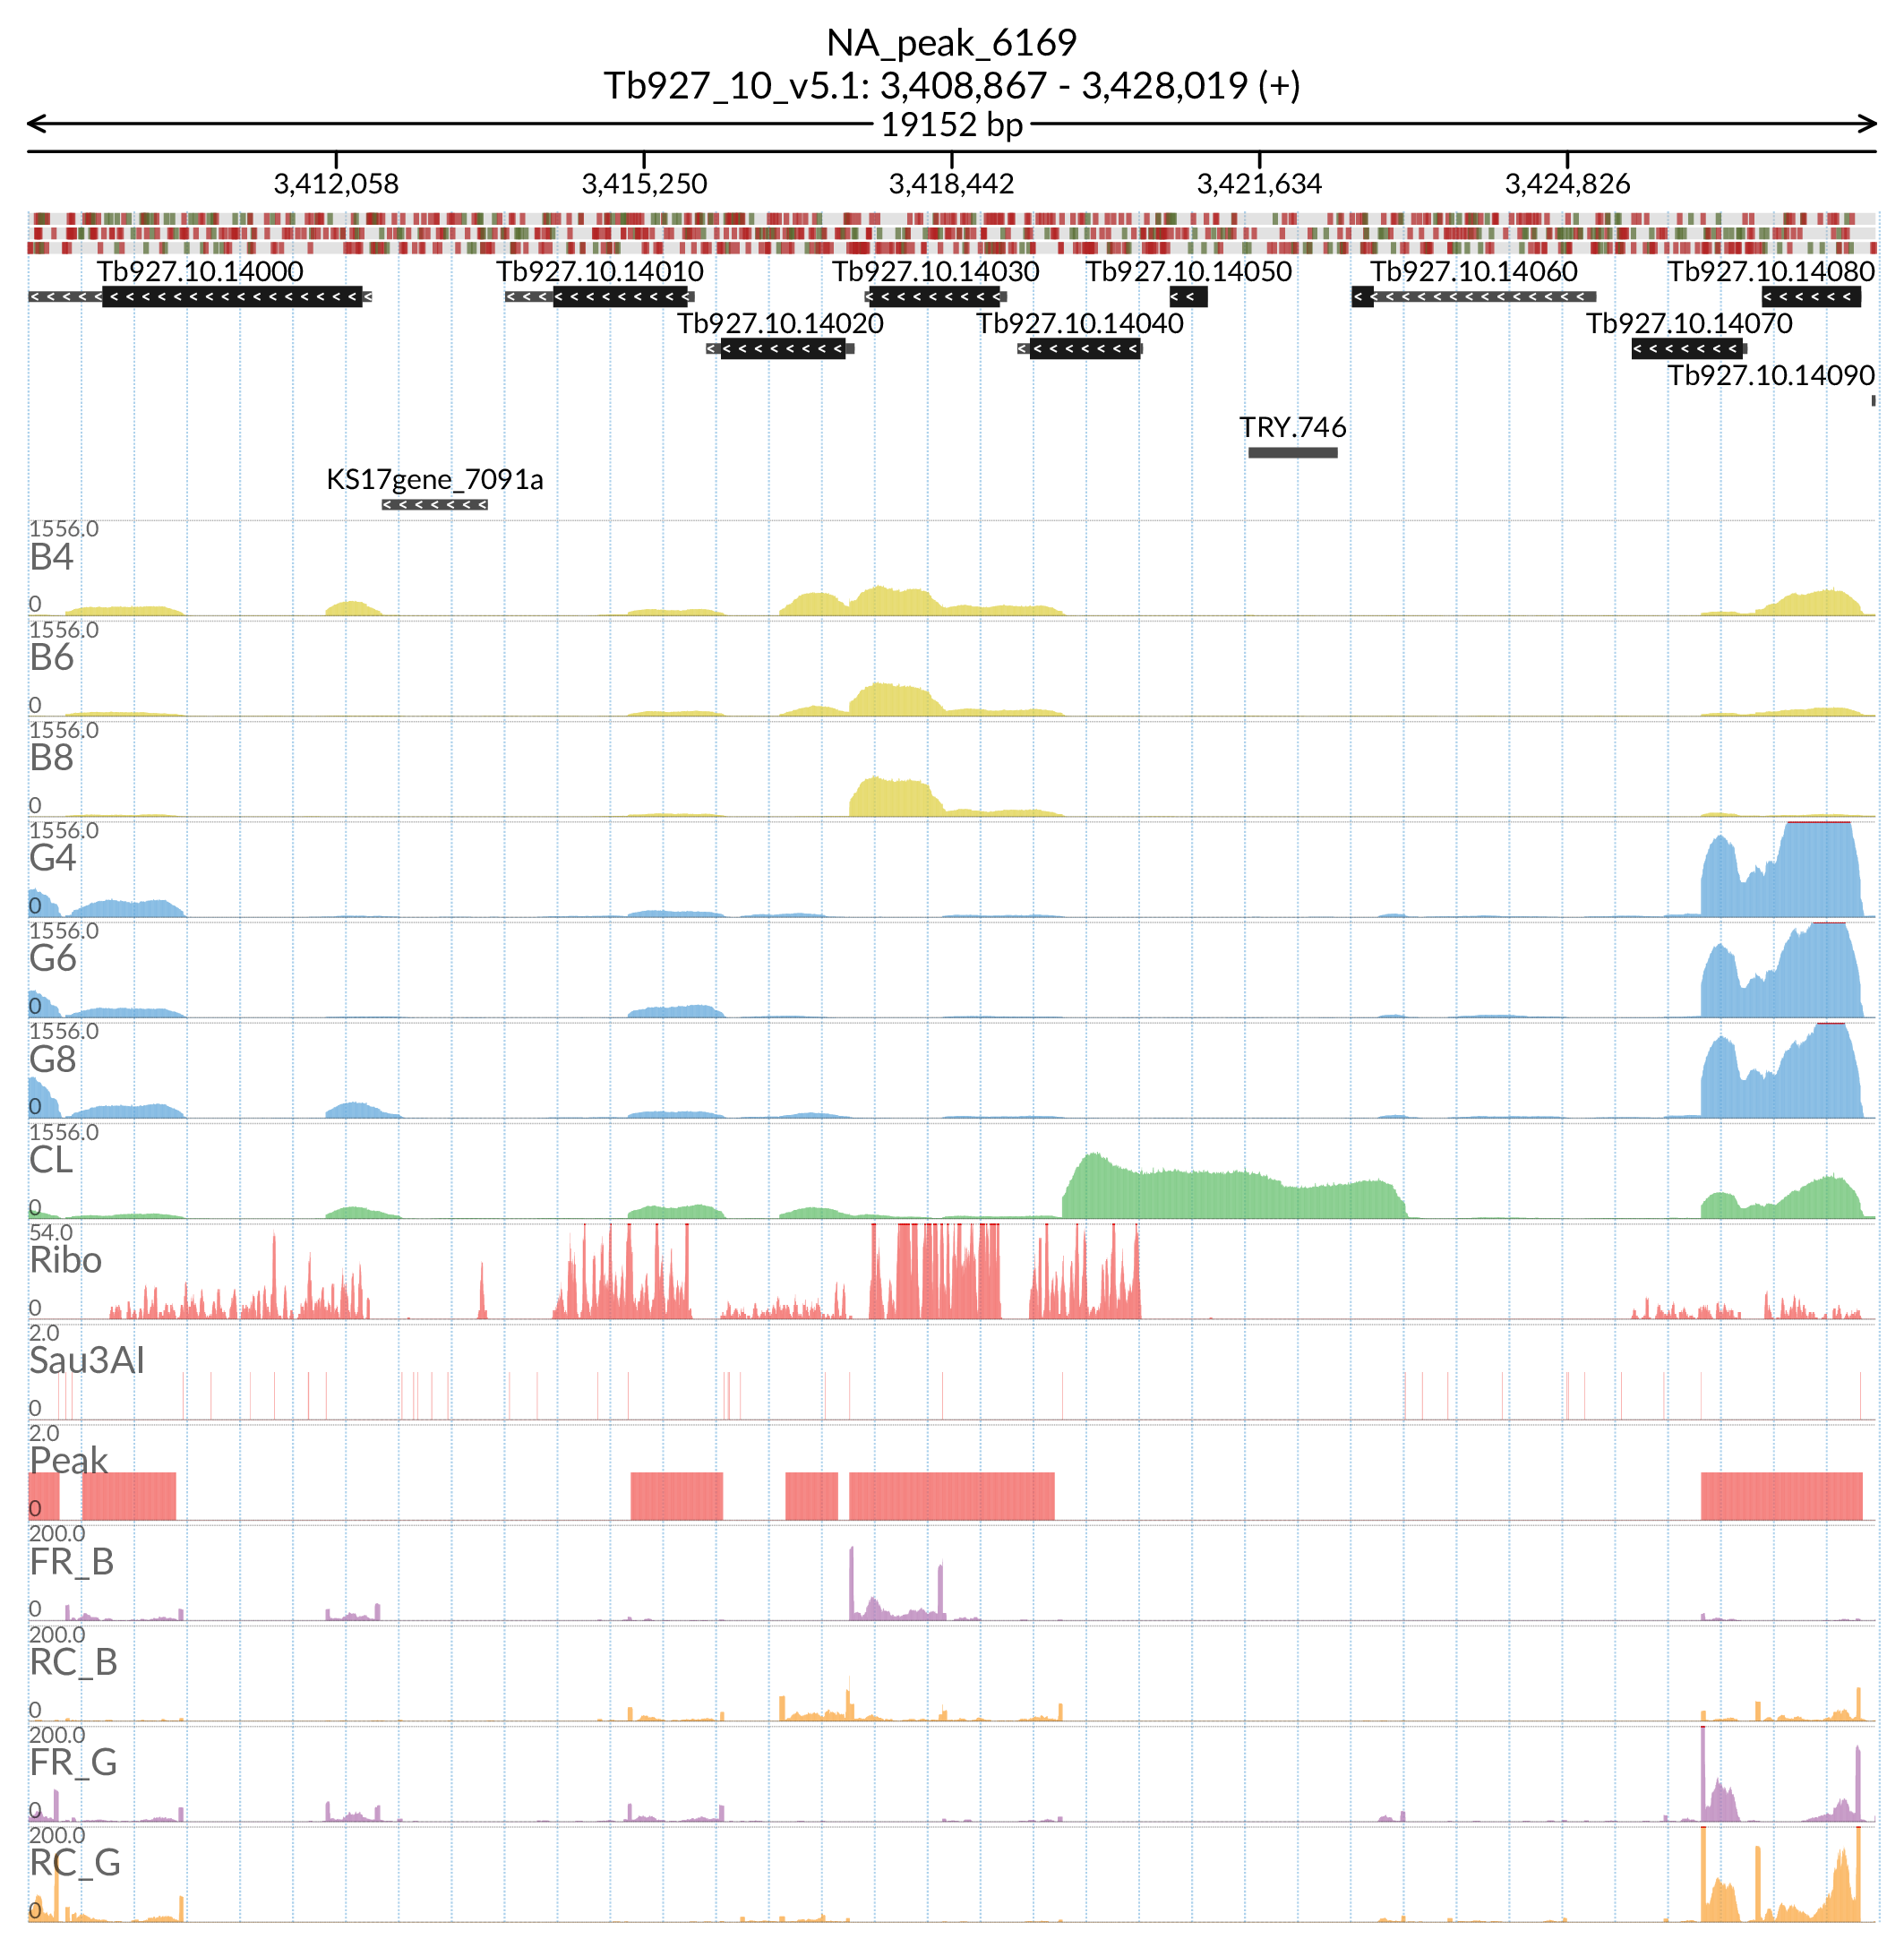 NA_peak_6169
Tb927_10_v5.1: 3,408,867 - 3,428,019 (+)
19152 bp
3,412,058 3,415,250 3,418,442 3,421,634 3,424,826
Tb927.10.14000 Tb927.10.14010 Tb927.10.14030 Tb927.10.14050 Tb927.10.14060 Tb927.10.14080
Tb927.10.14020 Tb927.10.14040 Tb927.10.14070
Tb927.10.14090
TRY.746
KS17gene_7091a
1556.0
B4
0
1556.0
B6
0
1556.0
B8
0
1556.0
G4
0
1556.0
G6
0
1556.0
G8
0
1556.0
CL
0
54.0
Ribo
0
2.0
Sau3AI
0
2.0
Peak
0
200.0
FR_B
0
200.0
RC_B
0
200.0
FR_G
0
200.0
RC_G
0